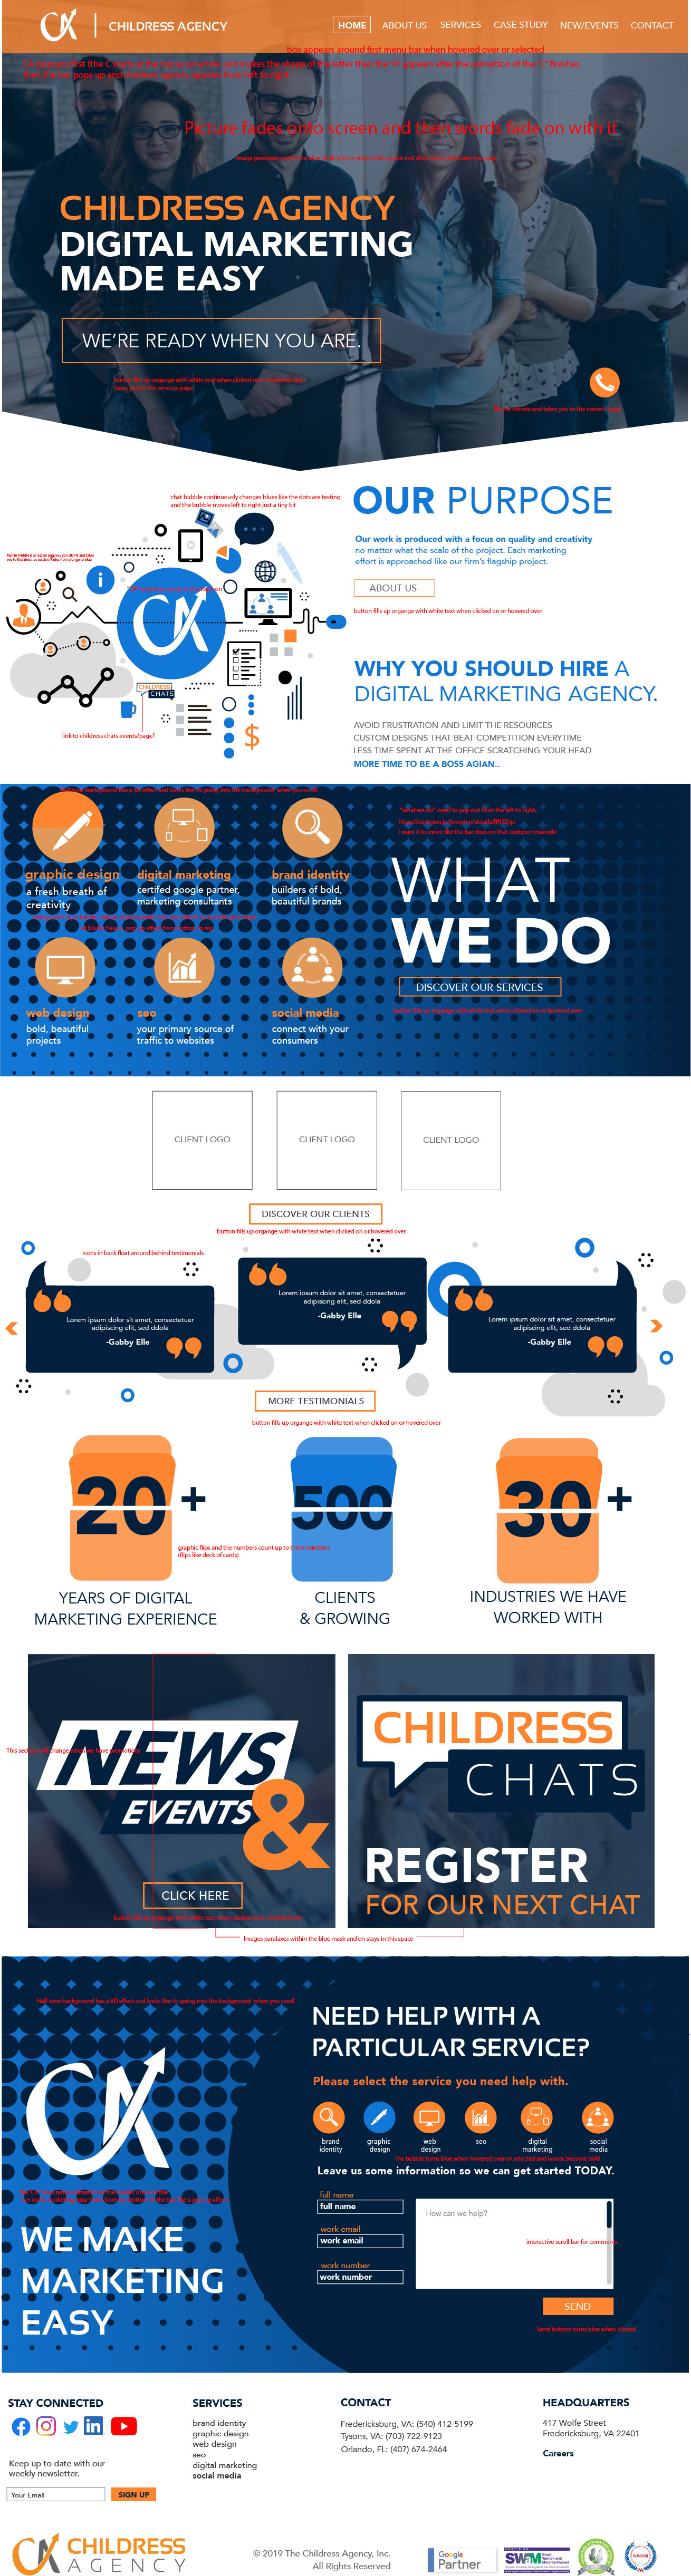 CHILDRESS AGENCY
HOME ABOUT US SERVICES CASE STUDY NEW/EVENTS CONTACT
box appears around first menu bar when hovered over or selected
Picture fades onto screen and then words fade on with it
CHILDRESS AGENCY
DIGITAL MARKETING
MADE EASY
WE'RE READY WHEN YOU ARE.
button fills up organge with white text when clicked on or hovered over
takes you to the services page
chat bubble continuously changes blues like the dots are texting
and the bubble moves left to right just a tiny bit
CHILDRESS
CHATS
link to childress chats events/page?
OUR PURPOSE
Our work is produced with a focus on quality and creativity
no matter what the scale of the project. Each marketing
effort is approached like our firm's flagship project.
ABOUT US
button fills up organge with white text when clicked on or hovered over
WHY YOU SHOULD HIRE A
DIGITAL MARKETING AGENCY.
AVOID FRUSTRATION AND LIMIT THE RESOURCES
CUSTOM DESIGNS THAT BEAT COMPETITION EVERYTIME
LESS TIME SPENT AT THE OFFICE SCRATCHING YOUR HEAD
MORE TIME TO BE A BOSS AGIAN..
graphic design
a fresh breath of
creativity
digital marketing
certifed google partner,
marketing consultants
brand identity
builders of bold,
beautiful brands
web design
bold, beautiful
projects
seo
your primary source of
traffic to websites
social media
connect with your
consumers
"what we do" need to pop out from the left to right.
I want it to move like the bar does on that codepen example
WHAT
WE DO
DISCOVER OUR SERVICES
button fills up organge with white text when clicked on or hovered over
CLIENT LOGO
CLIENT LOGO
CLIENT LOGO
DISCOVER OUR CLIENTS
button fills up organge with white text when clicked on or hovered over
icons in back float around behind testimonials
Lorem ipsum dolor sit amet, consectetuer
adipiscing elit, sed ddola
-Gabby Elle
Lorem ipsum dolor sit amet, consectetuer
adipiscing elit, sed ddola
-Gabby Elle
Lorem ipsum dolor sit amet, consectetuer
adipiscing elit, sed ddola
-Gabby Elle
MORE TESTIMONIALS
button fills up organge with white text when clicked on or hovered over
20+
500
30+
graphic flips and the numbers count up to these numbers
(flips like deck of cards)
YEARS OF DIGITAL
MARKETING EXPERIENCE
CLIENTS
& GROWING
INDUSTRIES WE HAVE
WORKED WITH
NEWS
EVENTS
&
CLICK HERE
button fills up organge with white text when clicked on or hovered over
CHILDRESS
CHATS
REGISTER
FOR OUR NEXT CHAT
Images paralaxes within the blue mask and on stays in this space
WE MAKE
MARKETING
EASY
NEED HELP WITH A
PARTICULAR SERVICE?
Please select the service you need help with.
brand
identity
graphic
design
web
design
seo
digital
marketing
social
media
The bubble turns blue when hovered over or selected and words become bold
Leave us some information so we can get started TODAY.
full name
full name
work email
work email
work number
work number
How can we help?
interactive scroll bar for comments
SEND
Send buttons turns blue when clicked
STAY CONNECTED
Keep up to date with our
weekly newsletter.
Your Email
SIGN UP
SERVICES
brand identity
graphic design
web design
seo
digital marketing
social media
CONTACT
Fredericksburg, VA: (540) 412-5199
Tysons, VA: (703) 722-9123
Orlando, FL: (407) 674-2464
HEADQUARTERS
417 Wolfe Street
Fredericksburg, VA 22401
Careers
CHILDRESS
AGENCY
© 2019 The Childress Agency, Inc.
All Rights Reserved
Google
Partner
SWaM